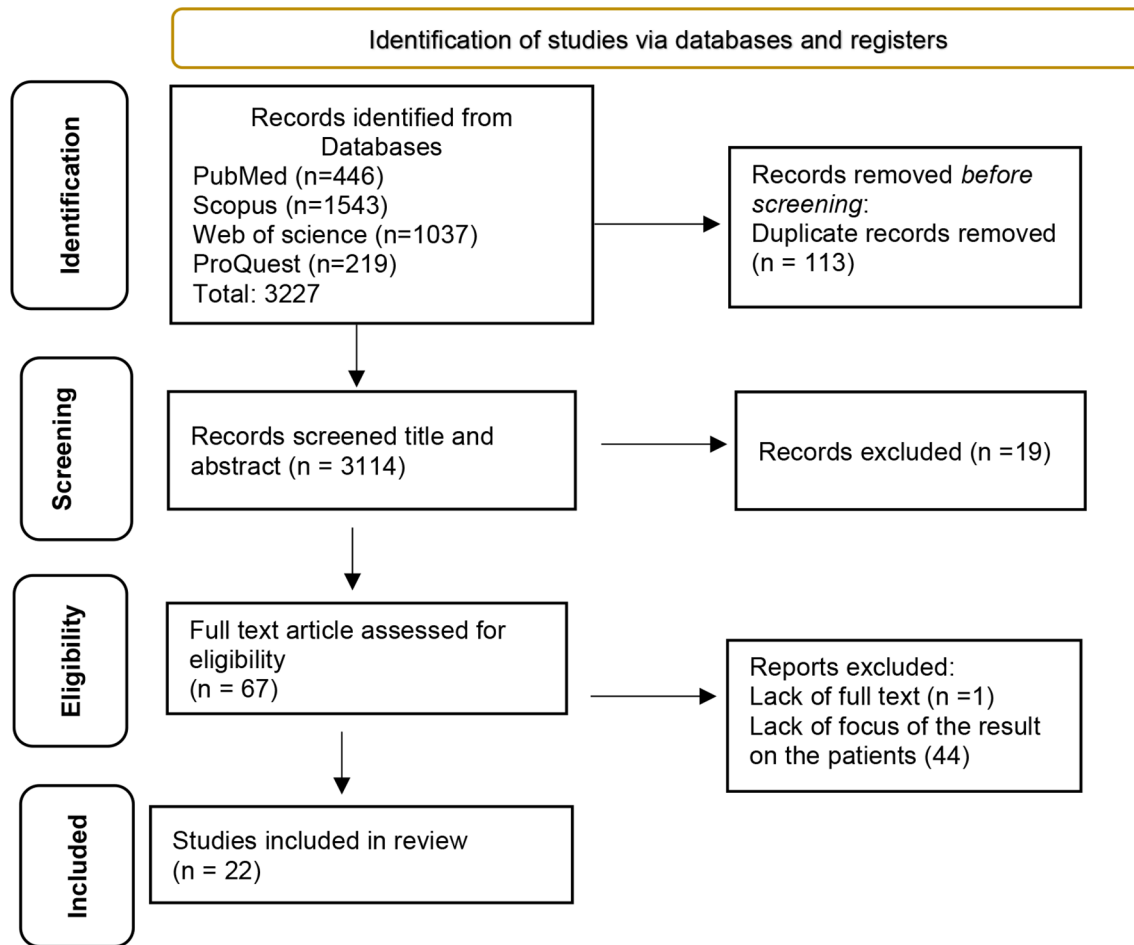 Identification of studies via databases and registers
Identification
Records identified from
Databases
PubMed (n=446)
Scopus (n=1543)
Web of science (n=1037)
ProQuest (n=219)
Total: 3227
Records removed before
screening:
Duplicate records removed
(n = 113)
Screening
Records screened title and
abstract (n = 3114)
Records excluded (n =19)
Eligibility
Full text article assessed for
eligibility
(n = 67)
Reports excluded:
Lack of full text (n =1)
Lack of focus of the result
on the patients (44)
Included
Studies included in review
(n = 22)